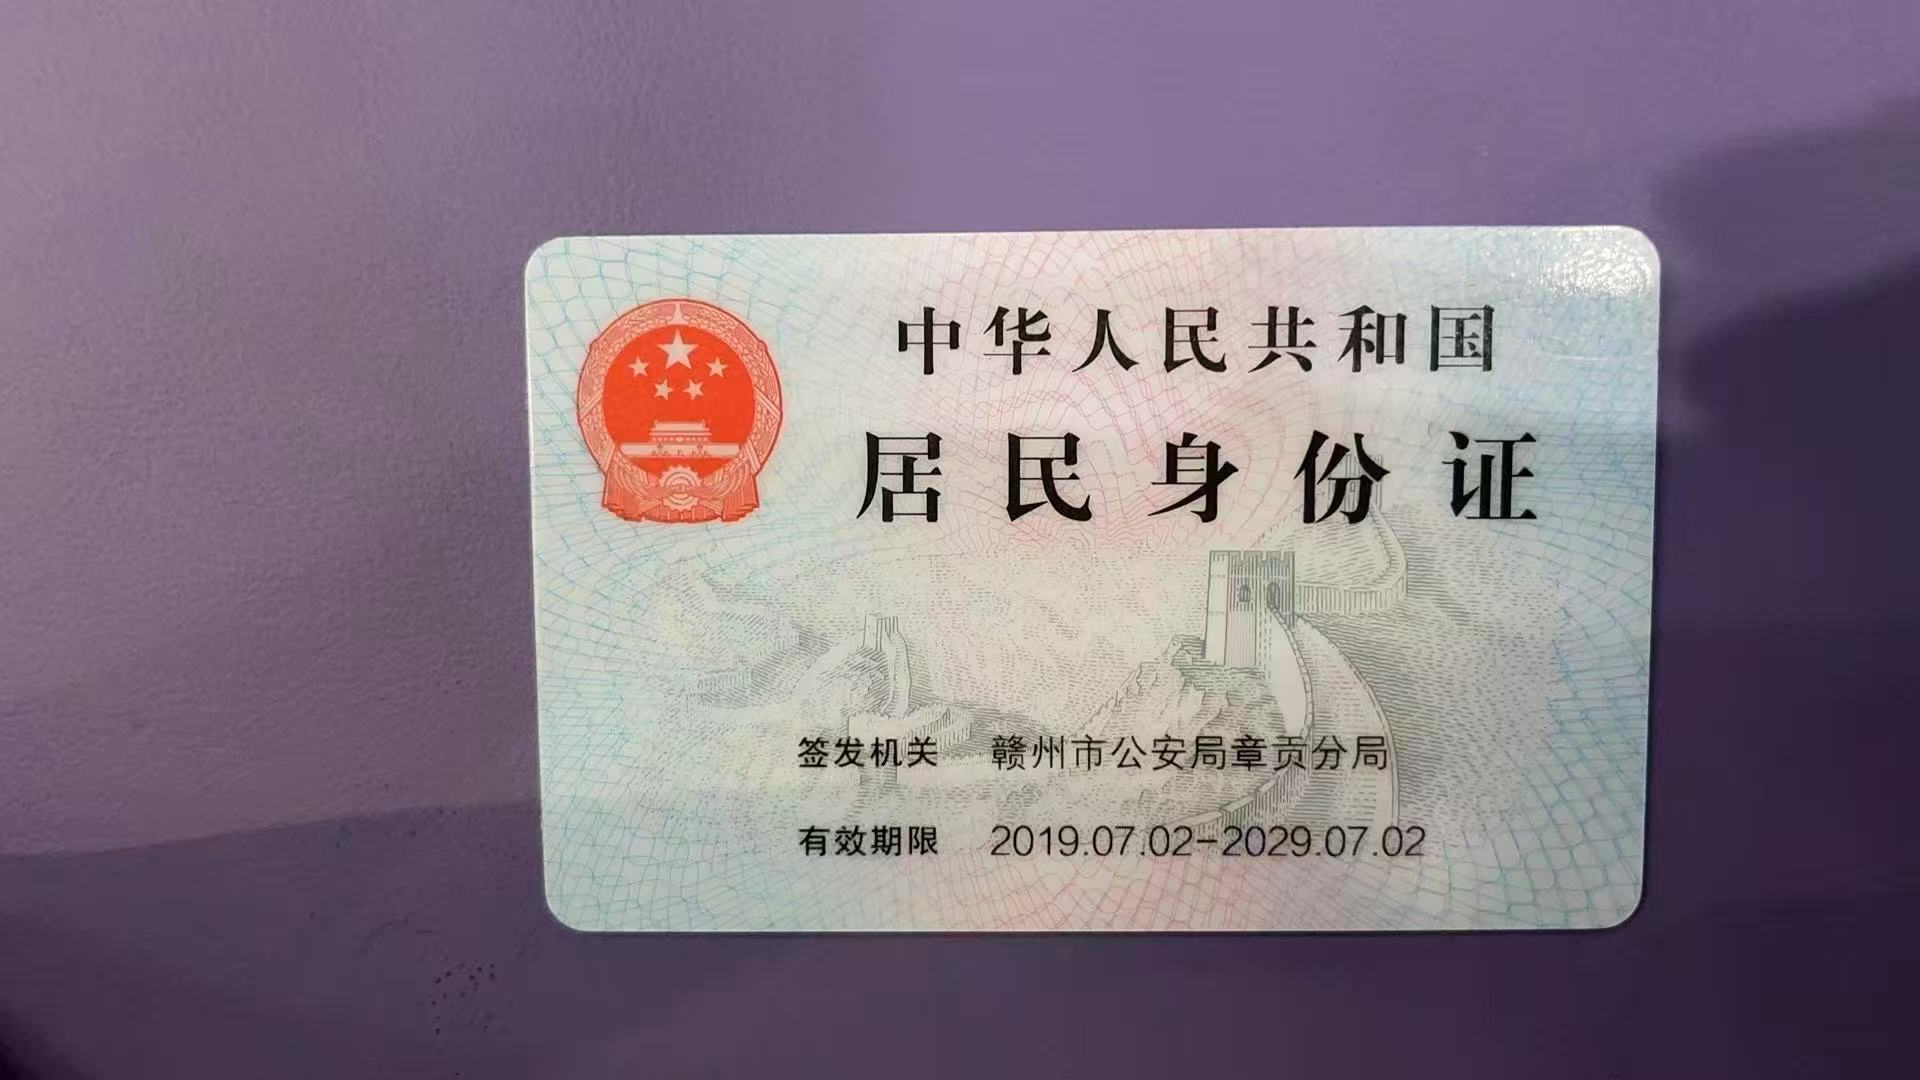 中华人民共和国
居民身份证
签发机关 赣州市公安局章贡分局
有效期限 2019.07.02-2029.07.02